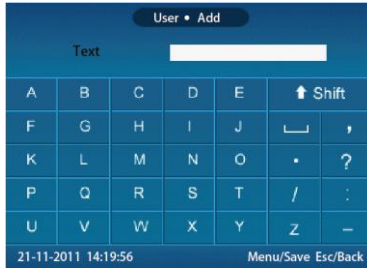 User • Add
Text
A B C D E Shift
F G H I J ,
K L M N O . ?
P Q R S T / :
U V W X Y Z –
21-11-2011 14:19:56 Menu/Save Esc/Back